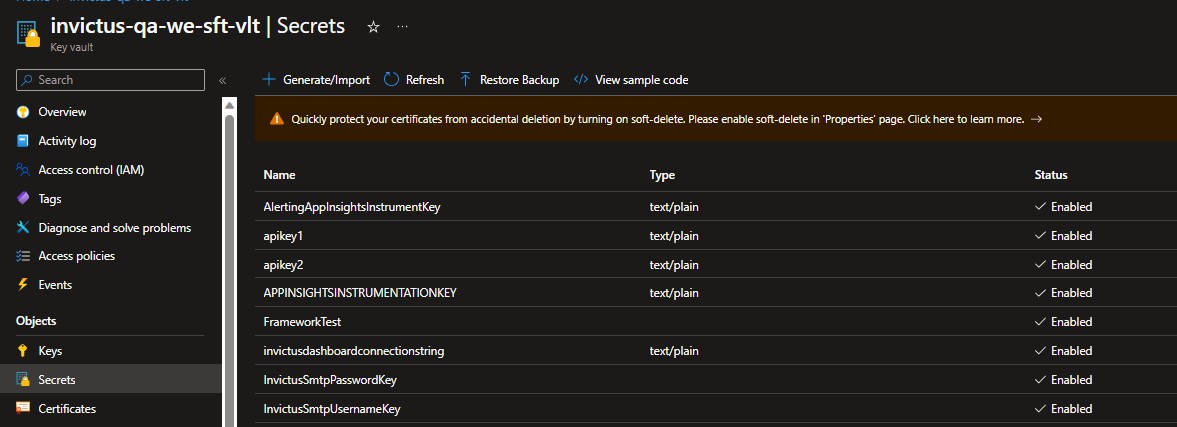 invictus-qa-we-sft-vlt | Secrets
Key vault
Search
Generate/Import Refresh Restore Backup View sample code
Overview
Activity log
Access control (IAM)
Tags
Diagnose and solve problems
Access policies
Events
Objects
Keys
Secrets
Certificates
Quickly protect your certificates from accidental deletion by turning on soft-delete. Please enable soft-delete in 'Properties' page. Click here to learn more. →
Name Type Status
AlertingAppInsightsInstrumentKey text/plain ✓ Enabled
apikey1 text/plain ✓ Enabled
apikey2 text/plain ✓ Enabled
APPINSIGHTSINSTRUMENTATIONKEY text/plain ✓ Enabled
FrameworkTest ✓ Enabled
invictusdashboardconnectionstring text/plain ✓ Enabled
InvictusSmtpPasswordKey ✓ Enabled
InvictusSmtpUsernameKey ✓ Enabled